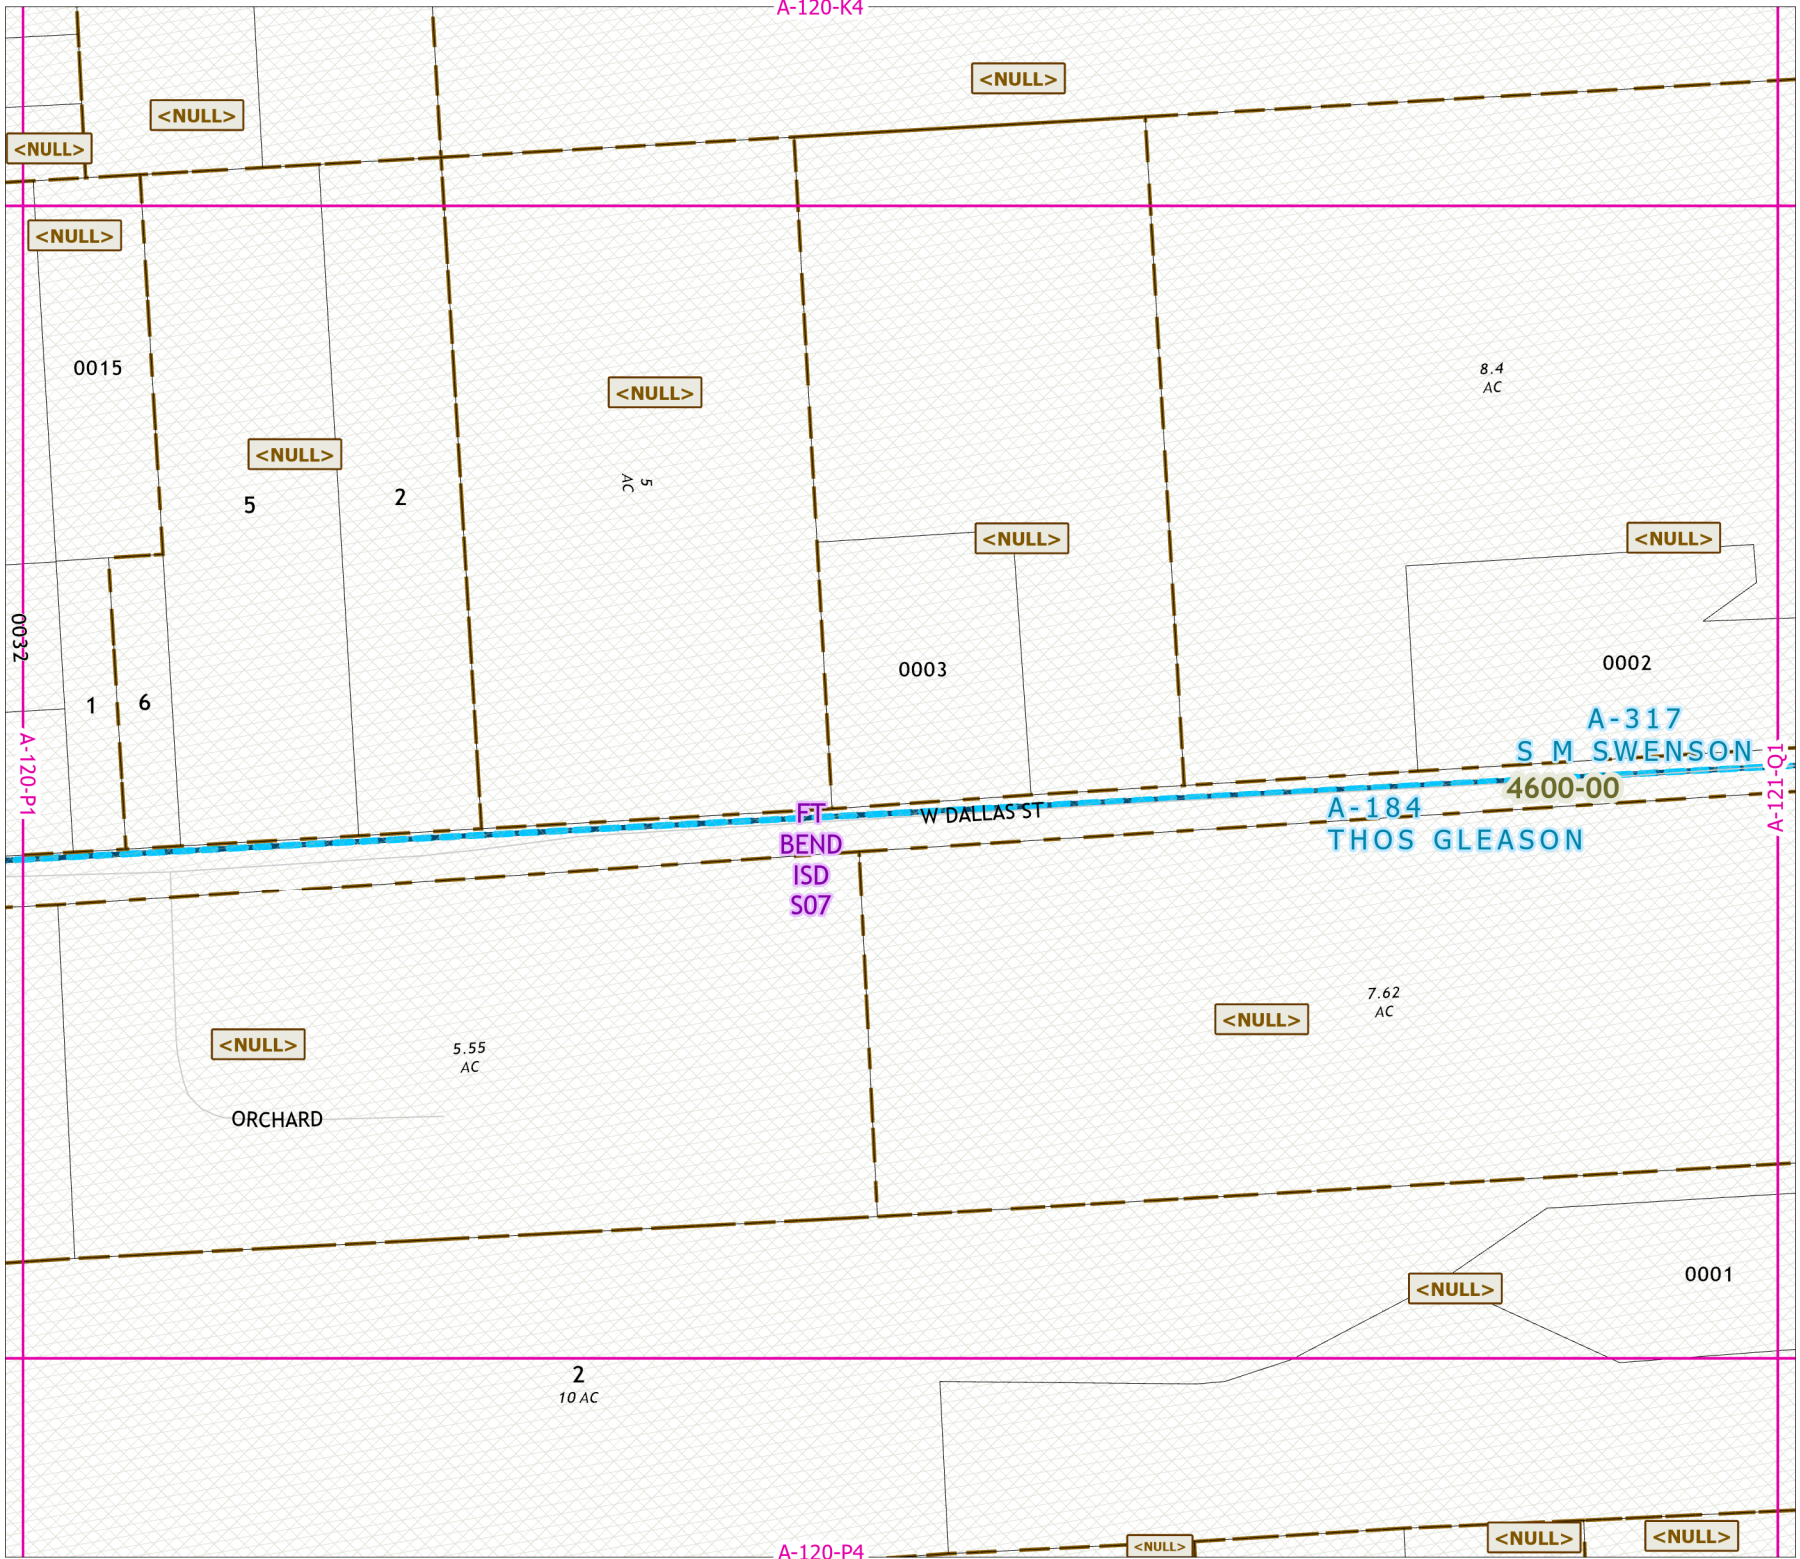 A-120-K4
<NULL>
<NULL>
<NULL>
<NULL>
0015
8.4
AC
<NULL>
<NULL>
5
AC
5
2
<NULL>
<NULL>
0032
0003
0002
1
6
A-317
S M SWENSON
A-120-P1
A-121-Q1
4600-00
FT
BEND
ISD
S07
W DALLAS ST
A-184
THOS GLEASON
7.62
AC
<NULL>
<NULL>
5.55
AC
ORCHARD
0001
<NULL>
2
10 AC
<NULL>
<NULL>
<NULL>
A-120-P4